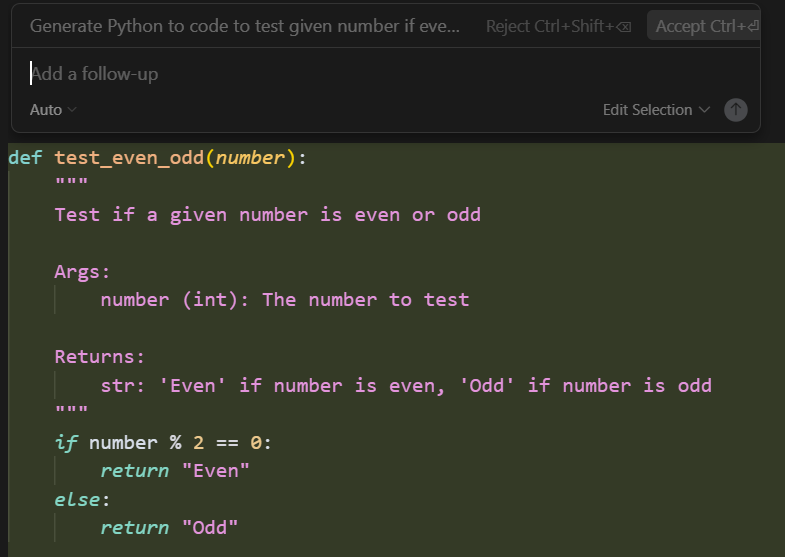 Generate Python to code to test given number if eve... Reject Ctrl+Shift+⌫ Accept Ctrl+⏎
Add a follow-up
Auto Edit Selection
def test_even_odd(number):
    """
    Test if a given number is even or odd

    Args:
        number (int): The number to test

    Returns:
        str: 'Even' if number is even, 'Odd' if number is odd
    """
    if number % 2 == 0:
        return "Even"
    else:
        return "Odd"